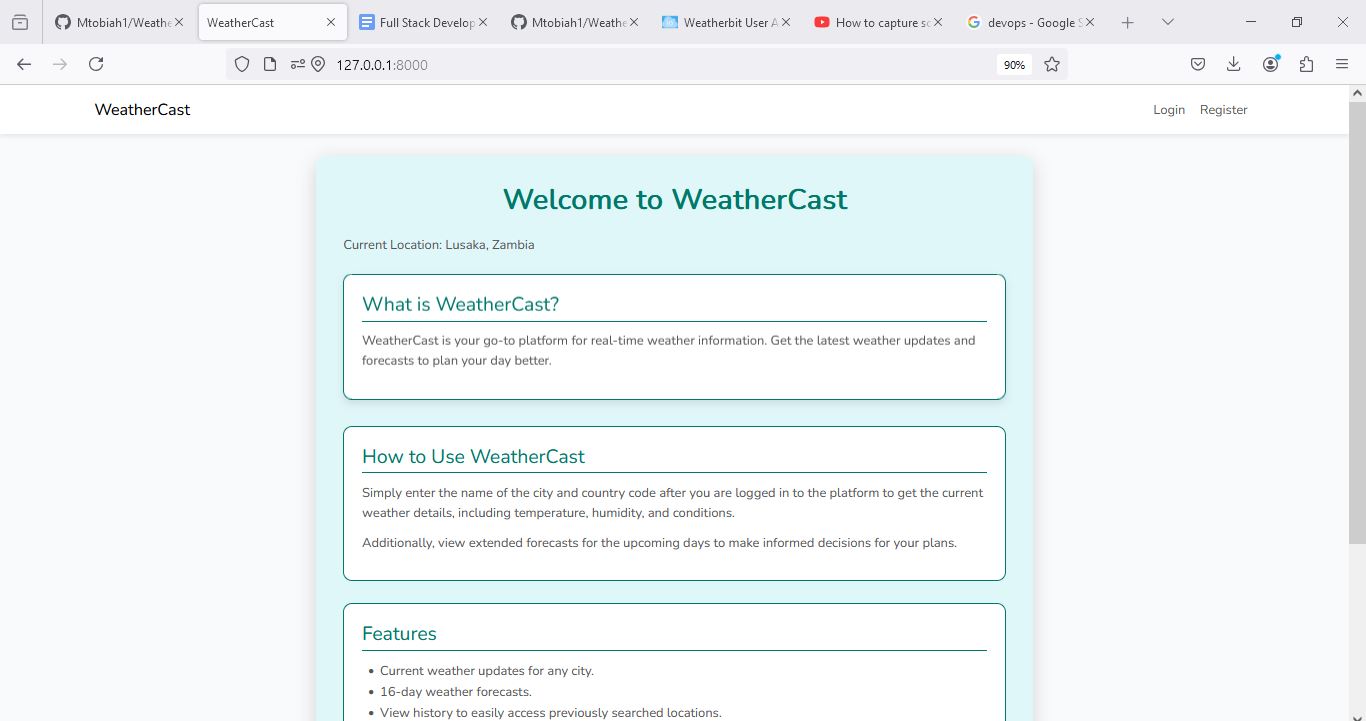 Mtobiah1/Weathe
WeatherCast
Full Stack Develop
Mtobiah1/Weathe
Weatherbit User A
How to capture sc
devops - Google S
127.0.0.1:8000
90%
WeatherCast
Login Register
Welcome to WeatherCast
Current Location: Lusaka, Zambia
What is WeatherCast?
WeatherCast is your go-to platform for real-time weather information. Get the latest weather updates and
forecasts to plan your day better.
How to Use WeatherCast
Simply enter the name of the city and country code after you are logged in to the platform to get the current
weather details, including temperature, humidity, and conditions.
Additionally, view extended forecasts for the upcoming days to make informed decisions for your plans.
Features
• Current weather updates for any city.
• 16-day weather forecasts.
• View history to easily access previously searched locations.